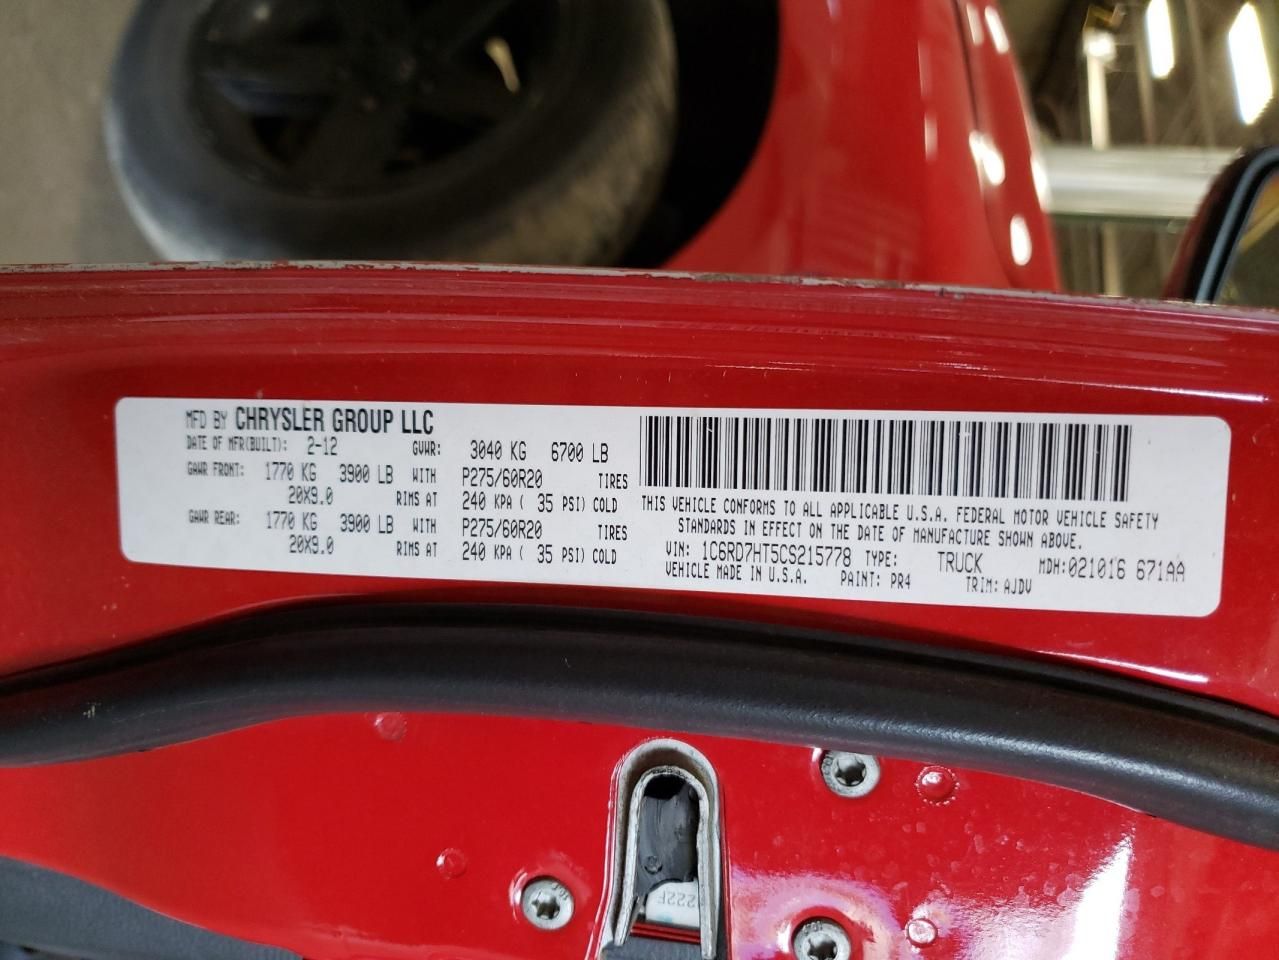 MFD BY CHRYSLER GROUP LLC
DATE OF MFR(BUILT): 2-12 GVWR: 3040 KG 6700 LB
GAWR FRONT: 1770 KG 3900 LB WITH P275/60R20 TIRES
20X9.0 RIMS AT 240 KPA ( 35 PSI) COLD
GAWR REAR: 1770 KG 3900 LB WITH P275/60R20 TIRES
20X9.0 RIMS AT 240 KPA ( 35 PSI) COLD
THIS VEHICLE CONFORMS TO ALL APPLICABLE U.S.A. FEDERAL MOTOR VEHICLE SAFETY
STANDARDS IN EFFECT ON THE DATE OF MANUFACTURE SHOWN ABOVE.
VIN: 1C6RD7HT5CS215778 TYPE: TRUCK MDH:021016 671AA
VEHICLE MADE IN U.S.A. PAINT: PR4 TRIM: AJDV